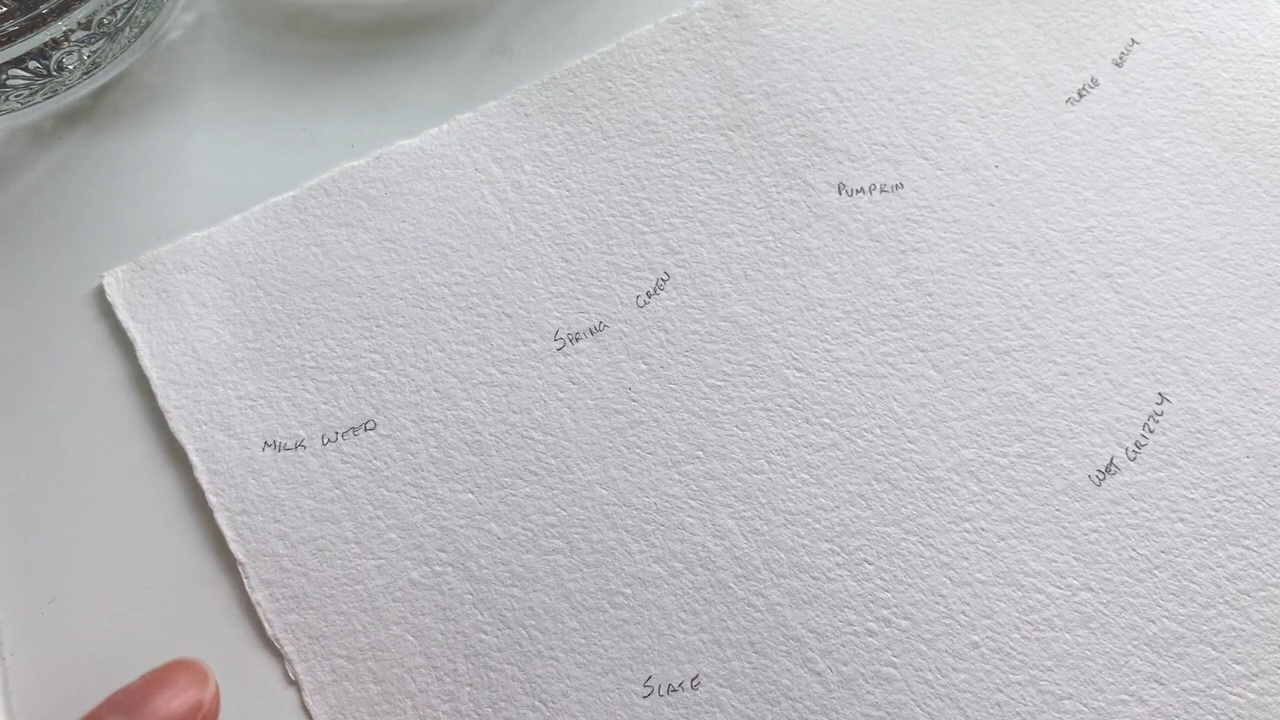 TURTLE BELLY
PUMPKIN
SPRING GREEN
MILK WEED
WET GRIZZLY
SLATE